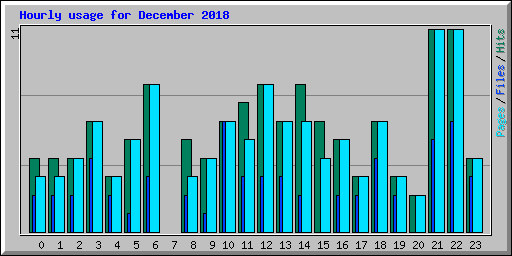 Hourly usage for December 2018
11
Pages/Files/Hits
0 1 2 3 4 5 6 7 8 9 10 11 12 13 14 15 16 17 18 19 20 21 22 23